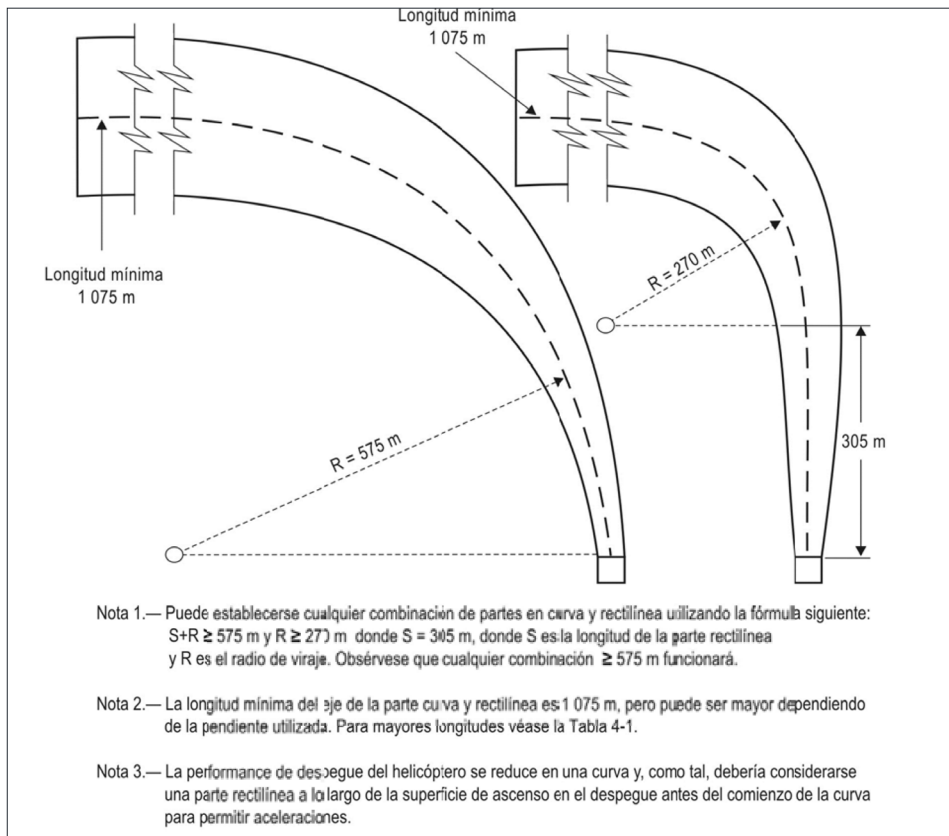 Longitud mínima
1 075 m
Longitud mínima
1 075 m
R = 270 m
305 m
R = 575 m
Nota 1.— Puede establecerse cualquier combinación de partes en curva y rectilínea utilizando la fórmula siguiente:
S+R ≥ 575 m y R ≥ 270 m donde S = 305 m, donde S es la longitud de la parte rectilínea
y R es el radio de viraje. Obsérvese que cualquier combinación ≥ 575 m funcionará.
Nota 2.— La longitud mínima del eje de la parte curva y rectilínea es 1 075 m, pero puede ser mayor dependiendo
de la pendiente utilizada. Para mayores longitudes véase la Tabla 4-1.
Nota 3.— La performance de despegue del helicóptero se reduce en una curva y, como tal, debería considerarse
una parte rectilínea a lo largo de la superficie de ascenso en el despegue antes del comienzo de la curva
para permitir aceleraciones.